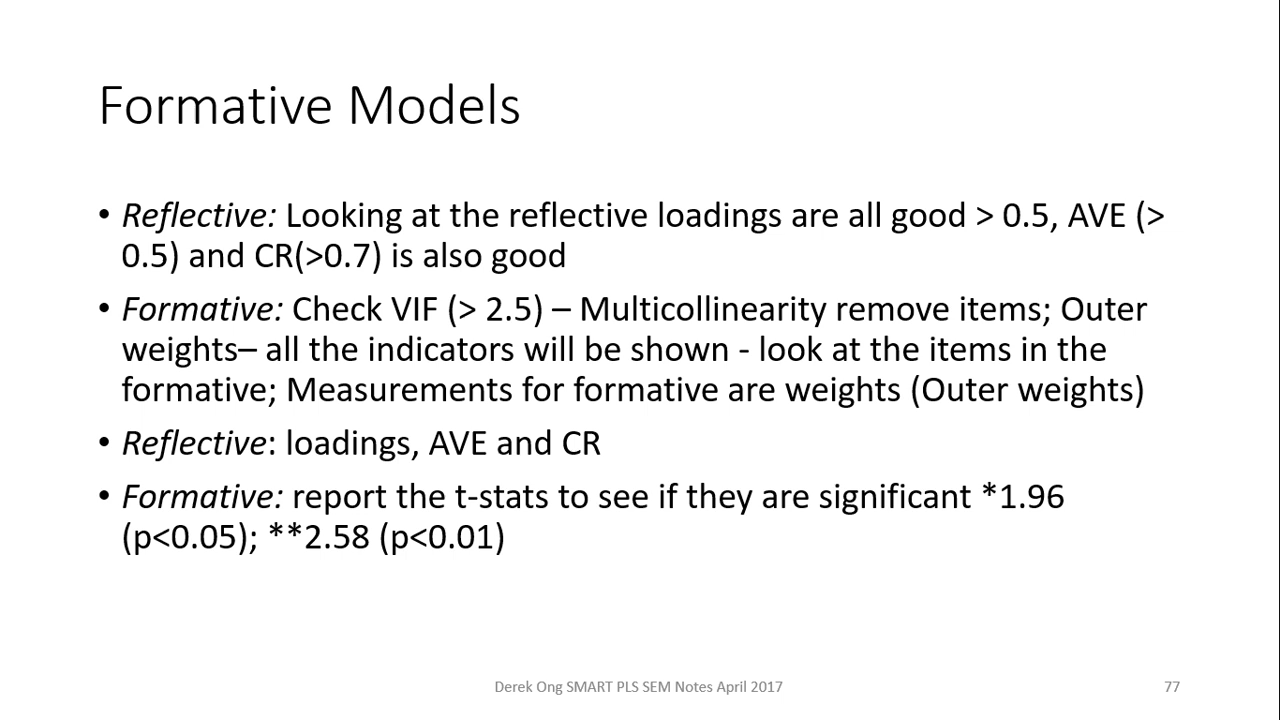 Formative Models
• Reflective: Looking at the reflective loadings are all good > 0.5, AVE (>
0.5) and CR(>0.7) is also good
• Formative: Check VIF (> 2.5) – Multicollinearity remove items; Outer
weights– all the indicators will be shown - look at the items in the
formative; Measurements for formative are weights (Outer weights)
• Reflective: loadings, AVE and CR
• Formative: report the t-stats to see if they are significant *1.96
(p<0.05); **2.58 (p<0.01)
Derek Ong SMART PLS SEM Notes April 2017
77